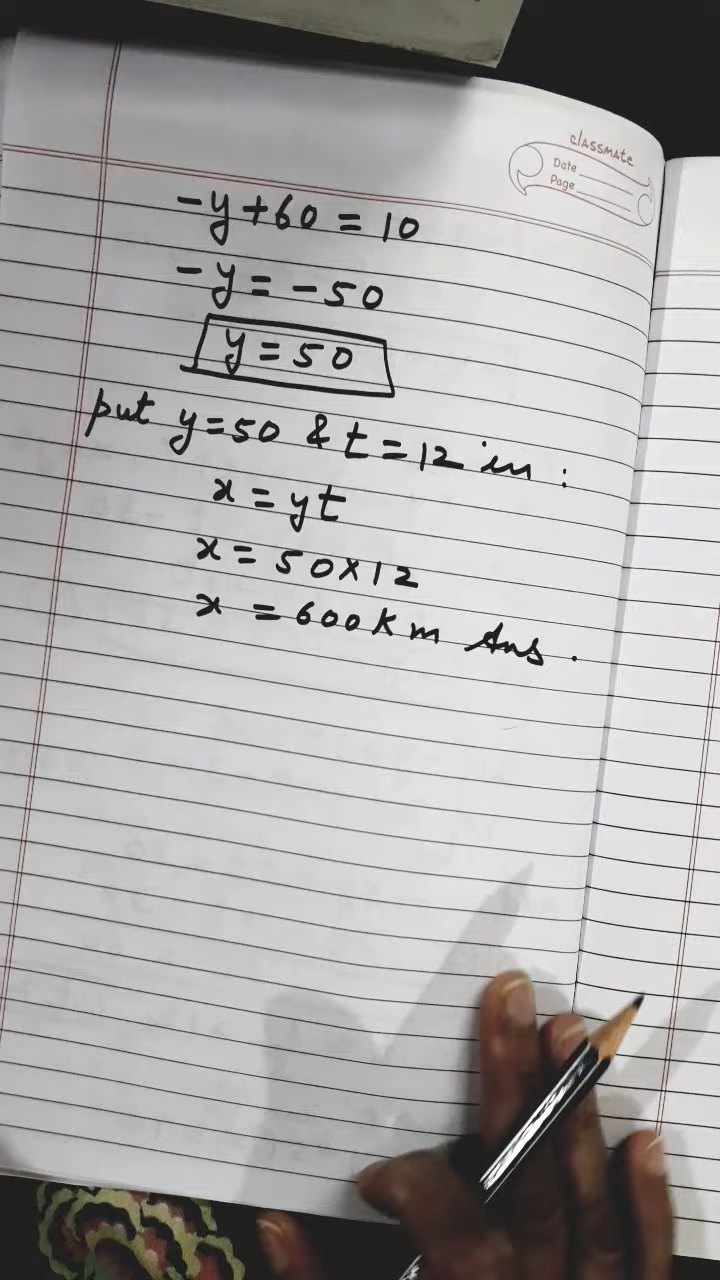 classmate
Date
Page
-y+60=10
-y=-50
y=50
put y=50 & t=12 in :
x=yt
x=50×12
x=600km Ans.